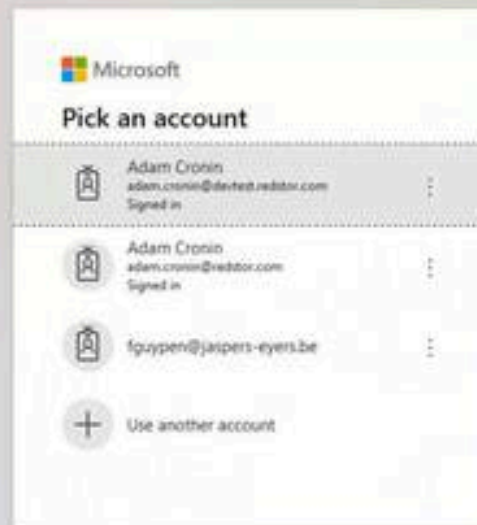 Microsoft
Pick an account
Adam Cronin
adam.cronin@devtest.redstor.com
Signed in
Adam Cronin
adam.cronin@redstor.com
Signed in
fguypen@jaspers-eyers.be
Use another account